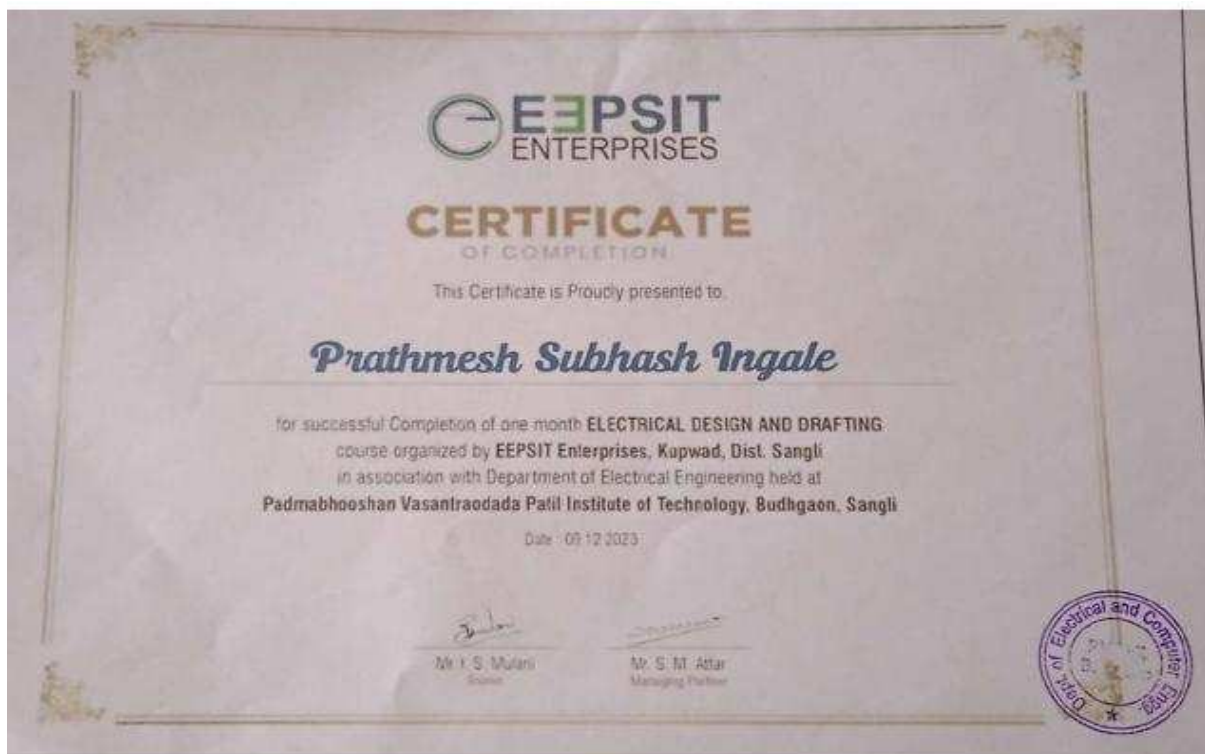 EEPSIT
ENTERPRISES
CERTIFICATE
OF COMPLETION
This Certificate is Proudly presented to
Prathmesh Subhash Ingale
for successful Completion of one month ELECTRICAL DESIGN AND DRAFTING
course organized by EEPSIT Enterprises, Kupwad, Dist. Sangli
in association with Department of Electrical Engineering held at
Padmabhooshan Vasantraodada Patil Institute of Technology, Budhgaon, Sangli
Date : 09.12.2023
Mr. I. S. Mulani Mr. S. M. Attar
Managing Partner
Dept. of Electrical and Computer Engg.